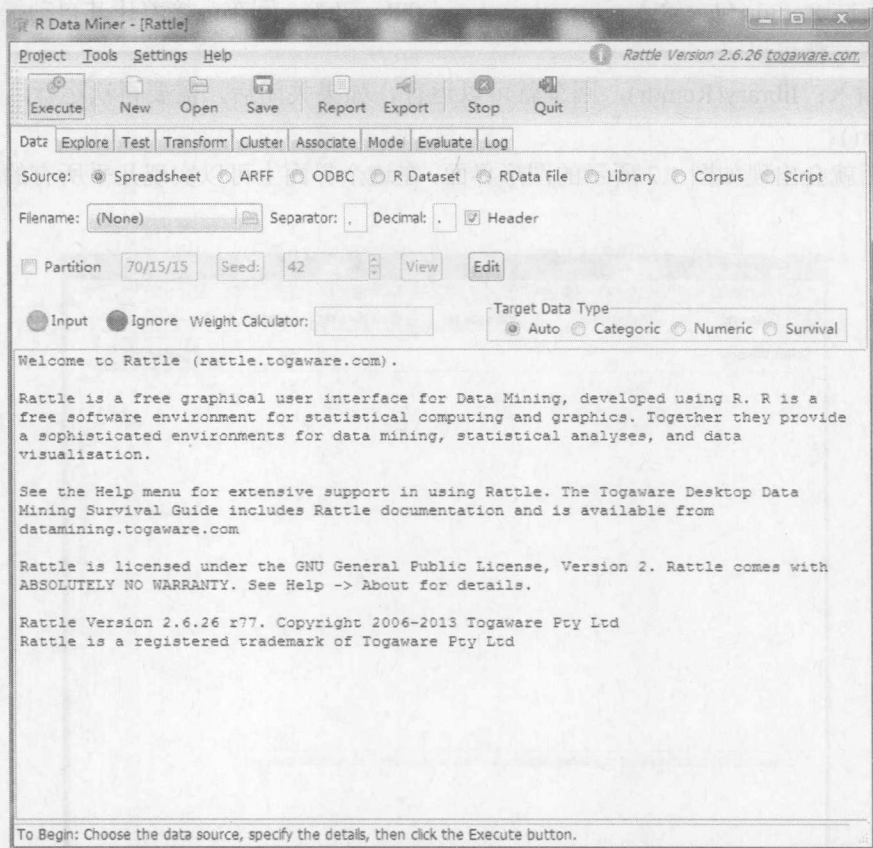 R Data Miner - [Rattle]
Project Tools Settings Help
Rattle Version 2.6.26 togaware.com
Execute New Open Save Report Export Stop Quit
Data Explore Test Transform Cluster Associate Mode Evaluate Log
Source: Spreadsheet ARFF ODBC R Dataset RData File Library Corpus Script
Filename: (None) Separator: , Decimal: . Header
Partition 70/15/15 Seed: 42 View Edit
Input Ignore Weight Calculator:
Target Data Type
Auto Categoric Numeric Survival
Welcome to Rattle (rattle.togaware.com).
Rattle is a free graphical user interface for Data Mining, developed using R. R is a
free software environment for statistical computing and graphics. Together they provide
a sophisticated environments for data mining, statistical analyses, and data
visualisation.
See the Help menu for extensive support in using Rattle. The Togaware Desktop Data
Mining Survival Guide includes Rattle documentation and is available from
datamining.togaware.com
Rattle is licensed under the GNU General Public License, Version 2. Rattle comes with
ABSOLUTELY NO WARRANTY. See Help -> About for details.
Rattle Version 2.6.26 r77. Copyright 2006-2013 Togaware Pty Ltd
Rattle is a registered trademark of Togaware Pty Ltd
To Begin: Choose the data source, specify the details, then click the Execute button.